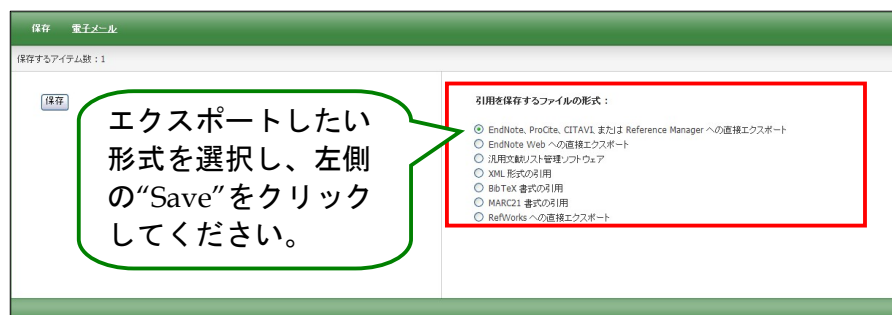 保存 電子メール
保存するアイテム数：1
保存
エクスポートしたい
形式を選択し、左側
の“Save”をクリック
してください。
引用を保存するファイルの形式：
EndNote、ProCite、CITAVI、または Reference Manager への直接エクスポート
EndNote Web への直接エクスポート
汎用文献リスト管理ソフトウェア
XML 形式の引用
BibTeX 書式の引用
MARC21 書式の引用
RefWorks への直接エクスポート